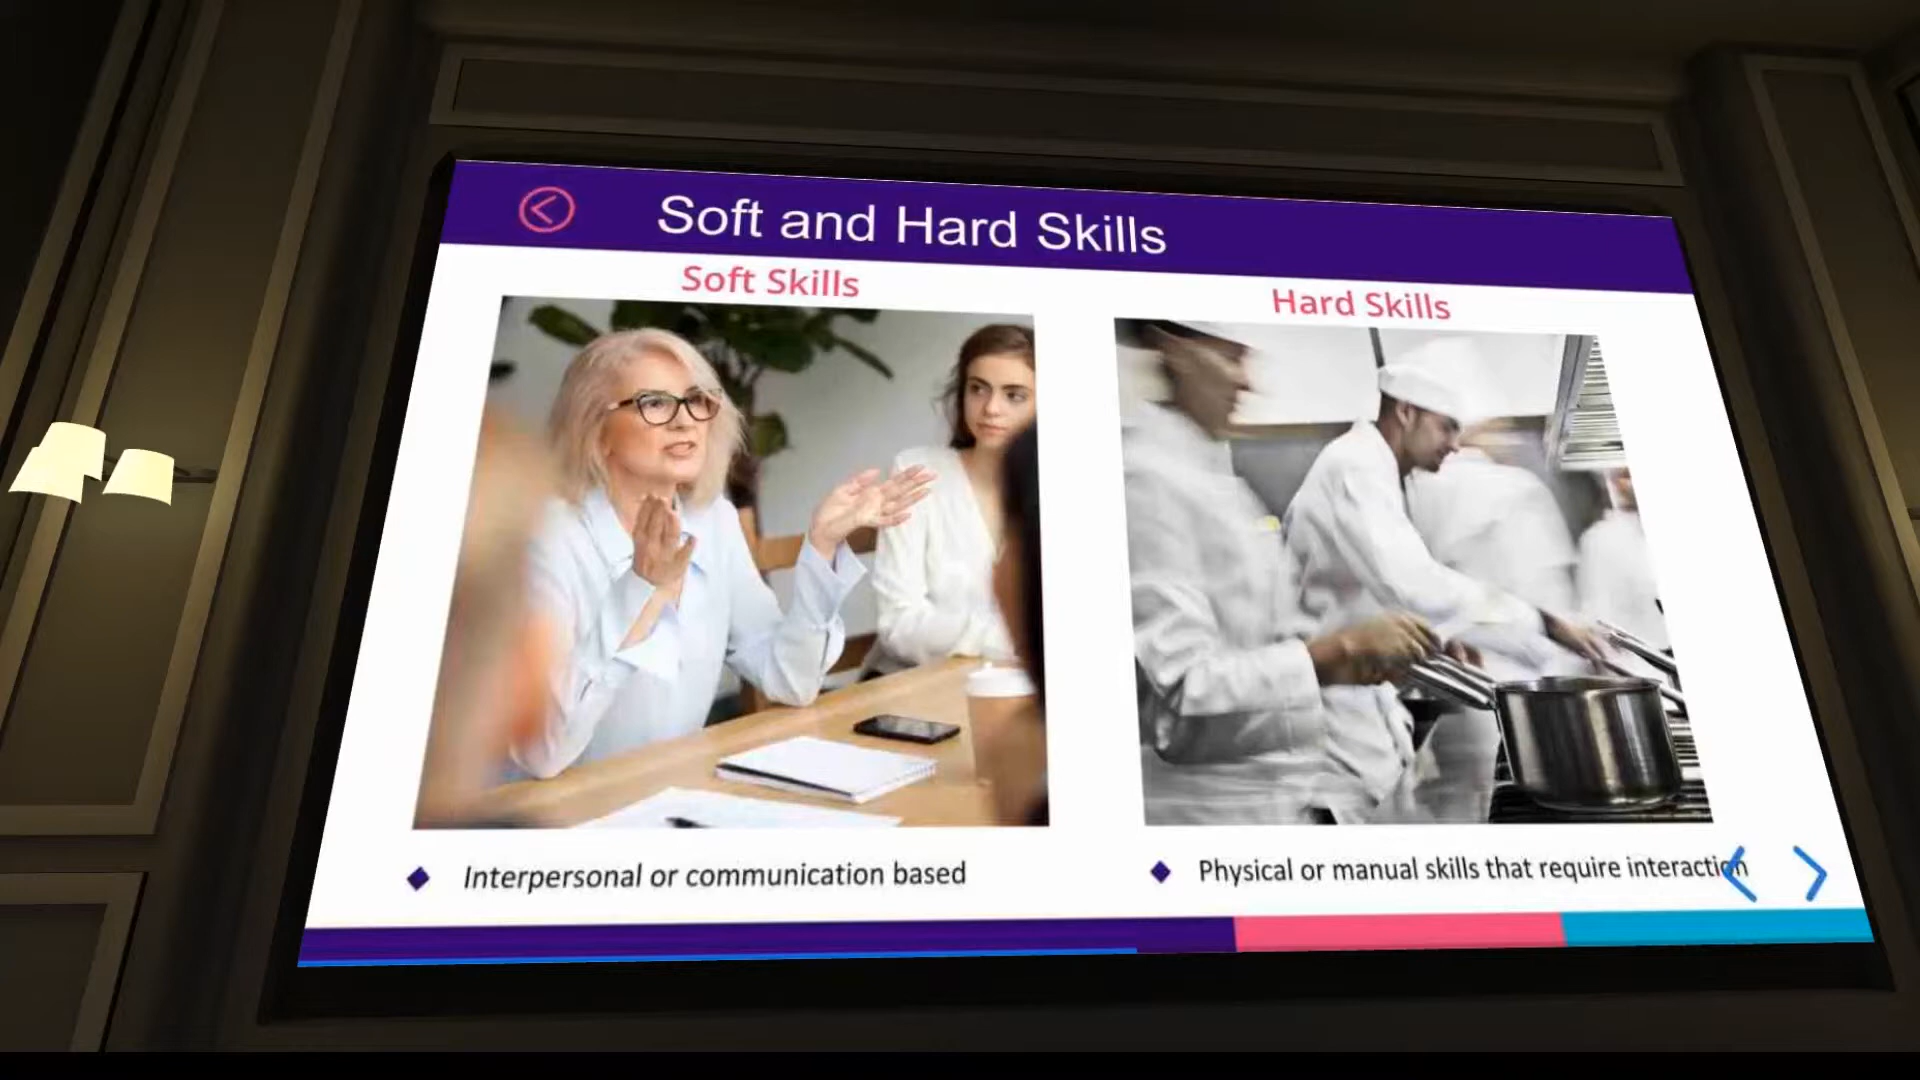 Soft and Hard Skills
Soft Skills
Hard Skills
Interpersonal or communication based
Physical or manual skills that require interaction